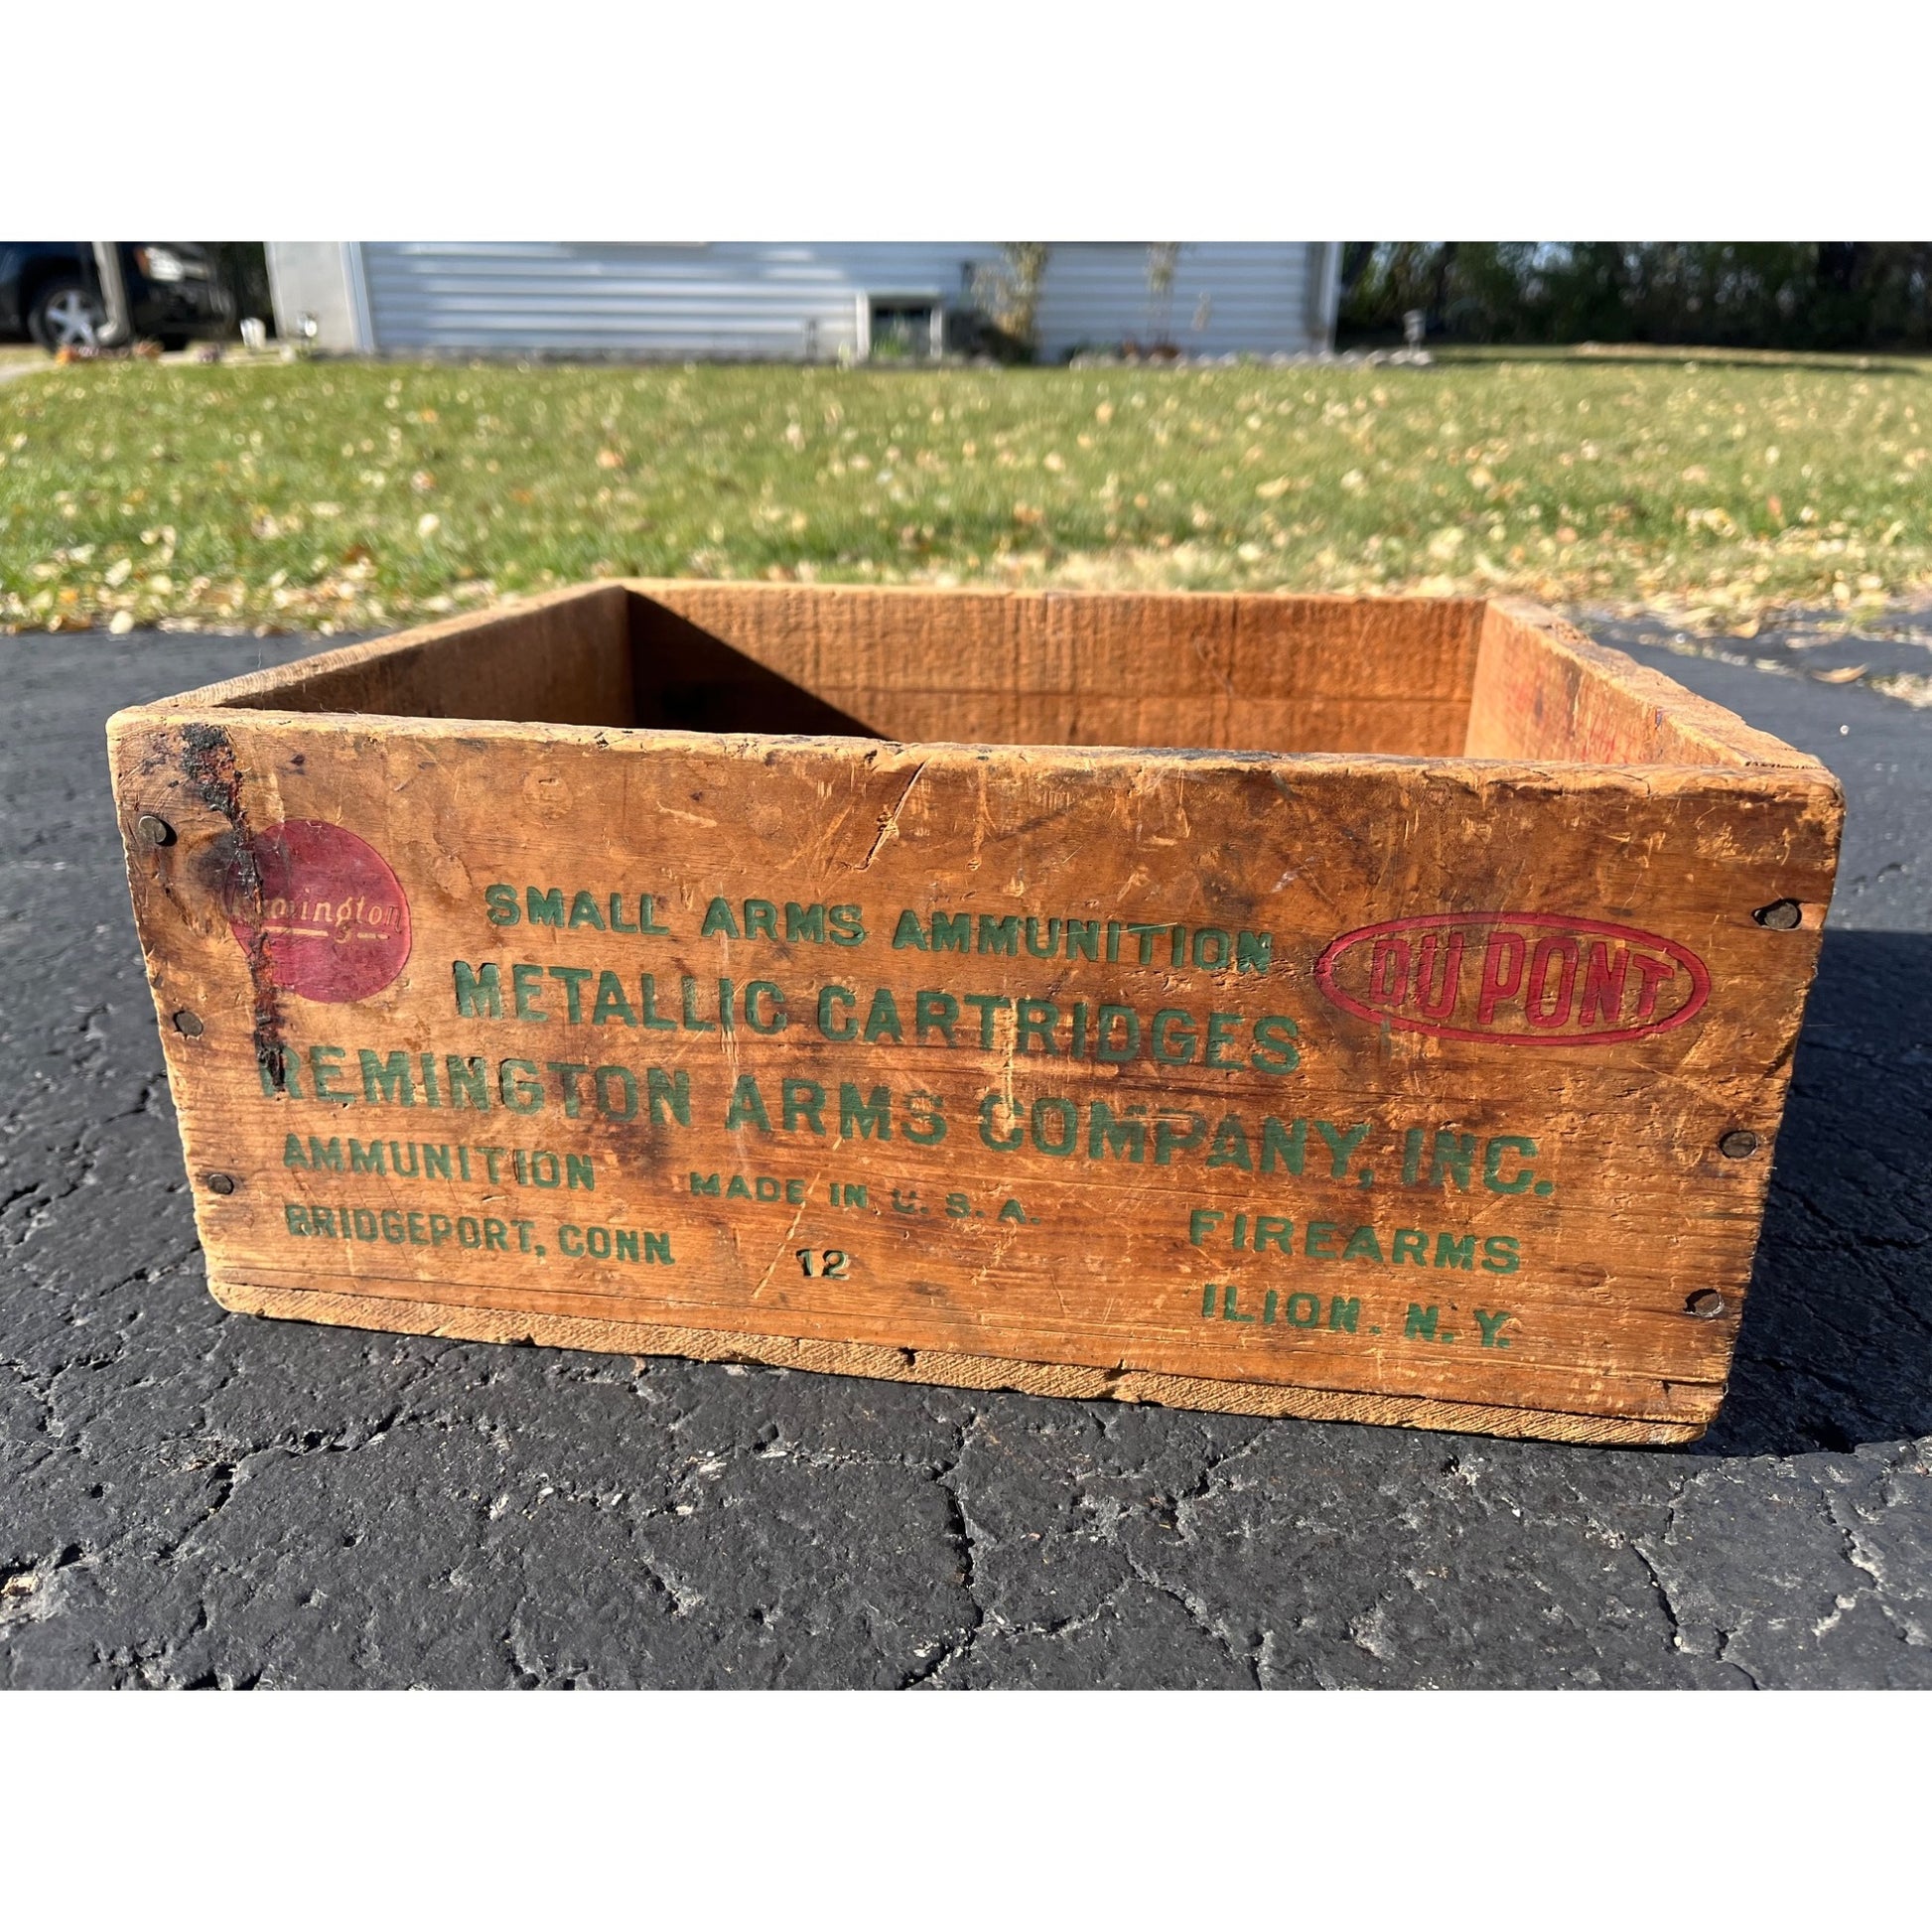 Remington
SMALL ARMS AMMUNITION
DU PONT
METALLIC CARTRIDGES
REMINGTON ARMS COMPANY, INC.
AMMUNITION
MADE IN U.S.A.
FIREARMS
BRIDGEPORT, CONN.
12
ILION. N.Y.